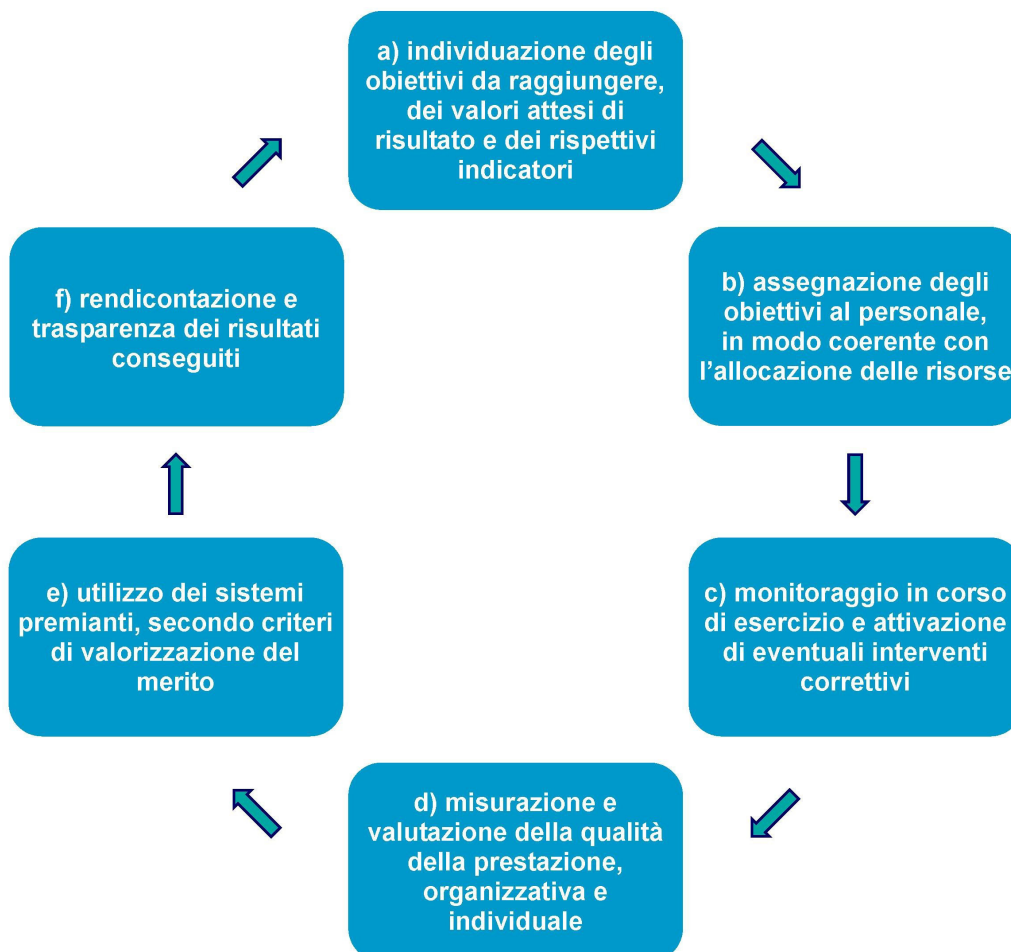 a) individuazione degli
obiettivi da raggiungere,
dei valori attesi di
risultato e dei rispettivi
indicatori
b) assegnazione degli
obiettivi al personale,
in modo coerente con
l’allocazione delle risorse
c) monitoraggio in corso
di esercizio e attivazione
di eventuali interventi
correttivi
d) misurazione e
valutazione della qualità
della prestazione,
organizzativa e
individuale
e) utilizzo dei sistemi
premianti, secondo criteri
di valorizzazione del
merito
f) rendicontazione e
trasparenza dei risultati
conseguiti